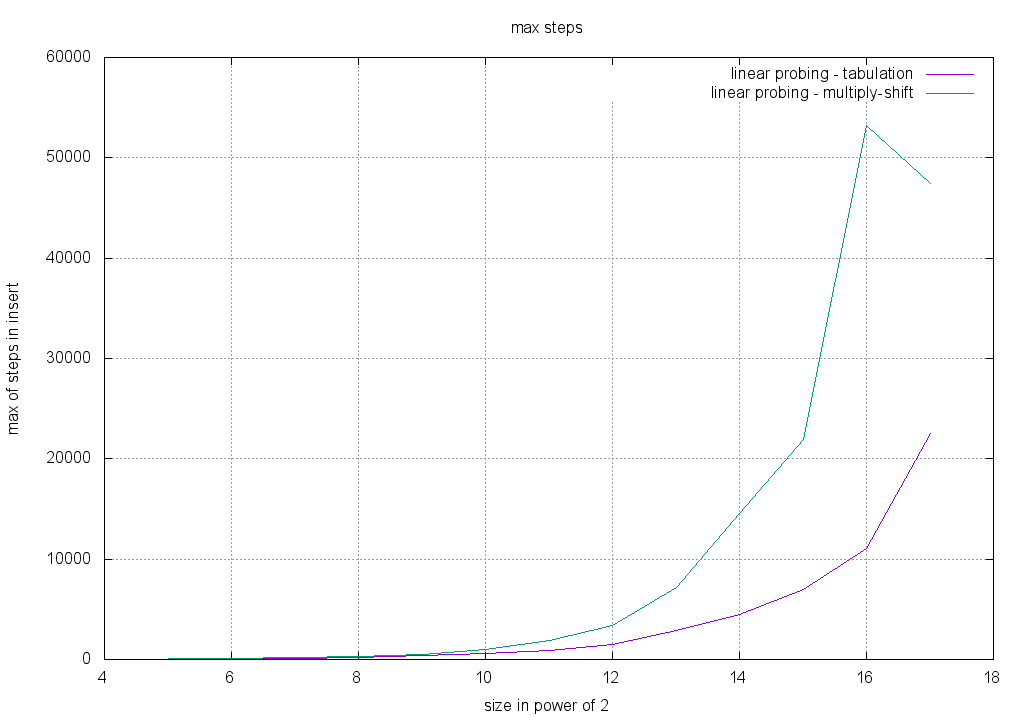 max steps
linear probing - tabulation
linear probing - multiply-shift
60000
50000
40000
30000
20000
10000
0
max of steps in insert
4 6 8 10 12 14 16 18
size in power of 2